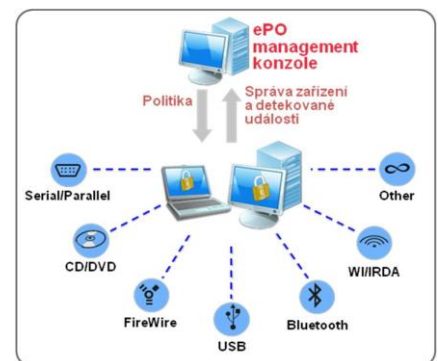 ePO
management
konzole
Politika
Správa zařízení
a detekované
události
Serial/Parallel
Other
CD/DVD
WI/IRDA
FireWire
Bluetooth
USB